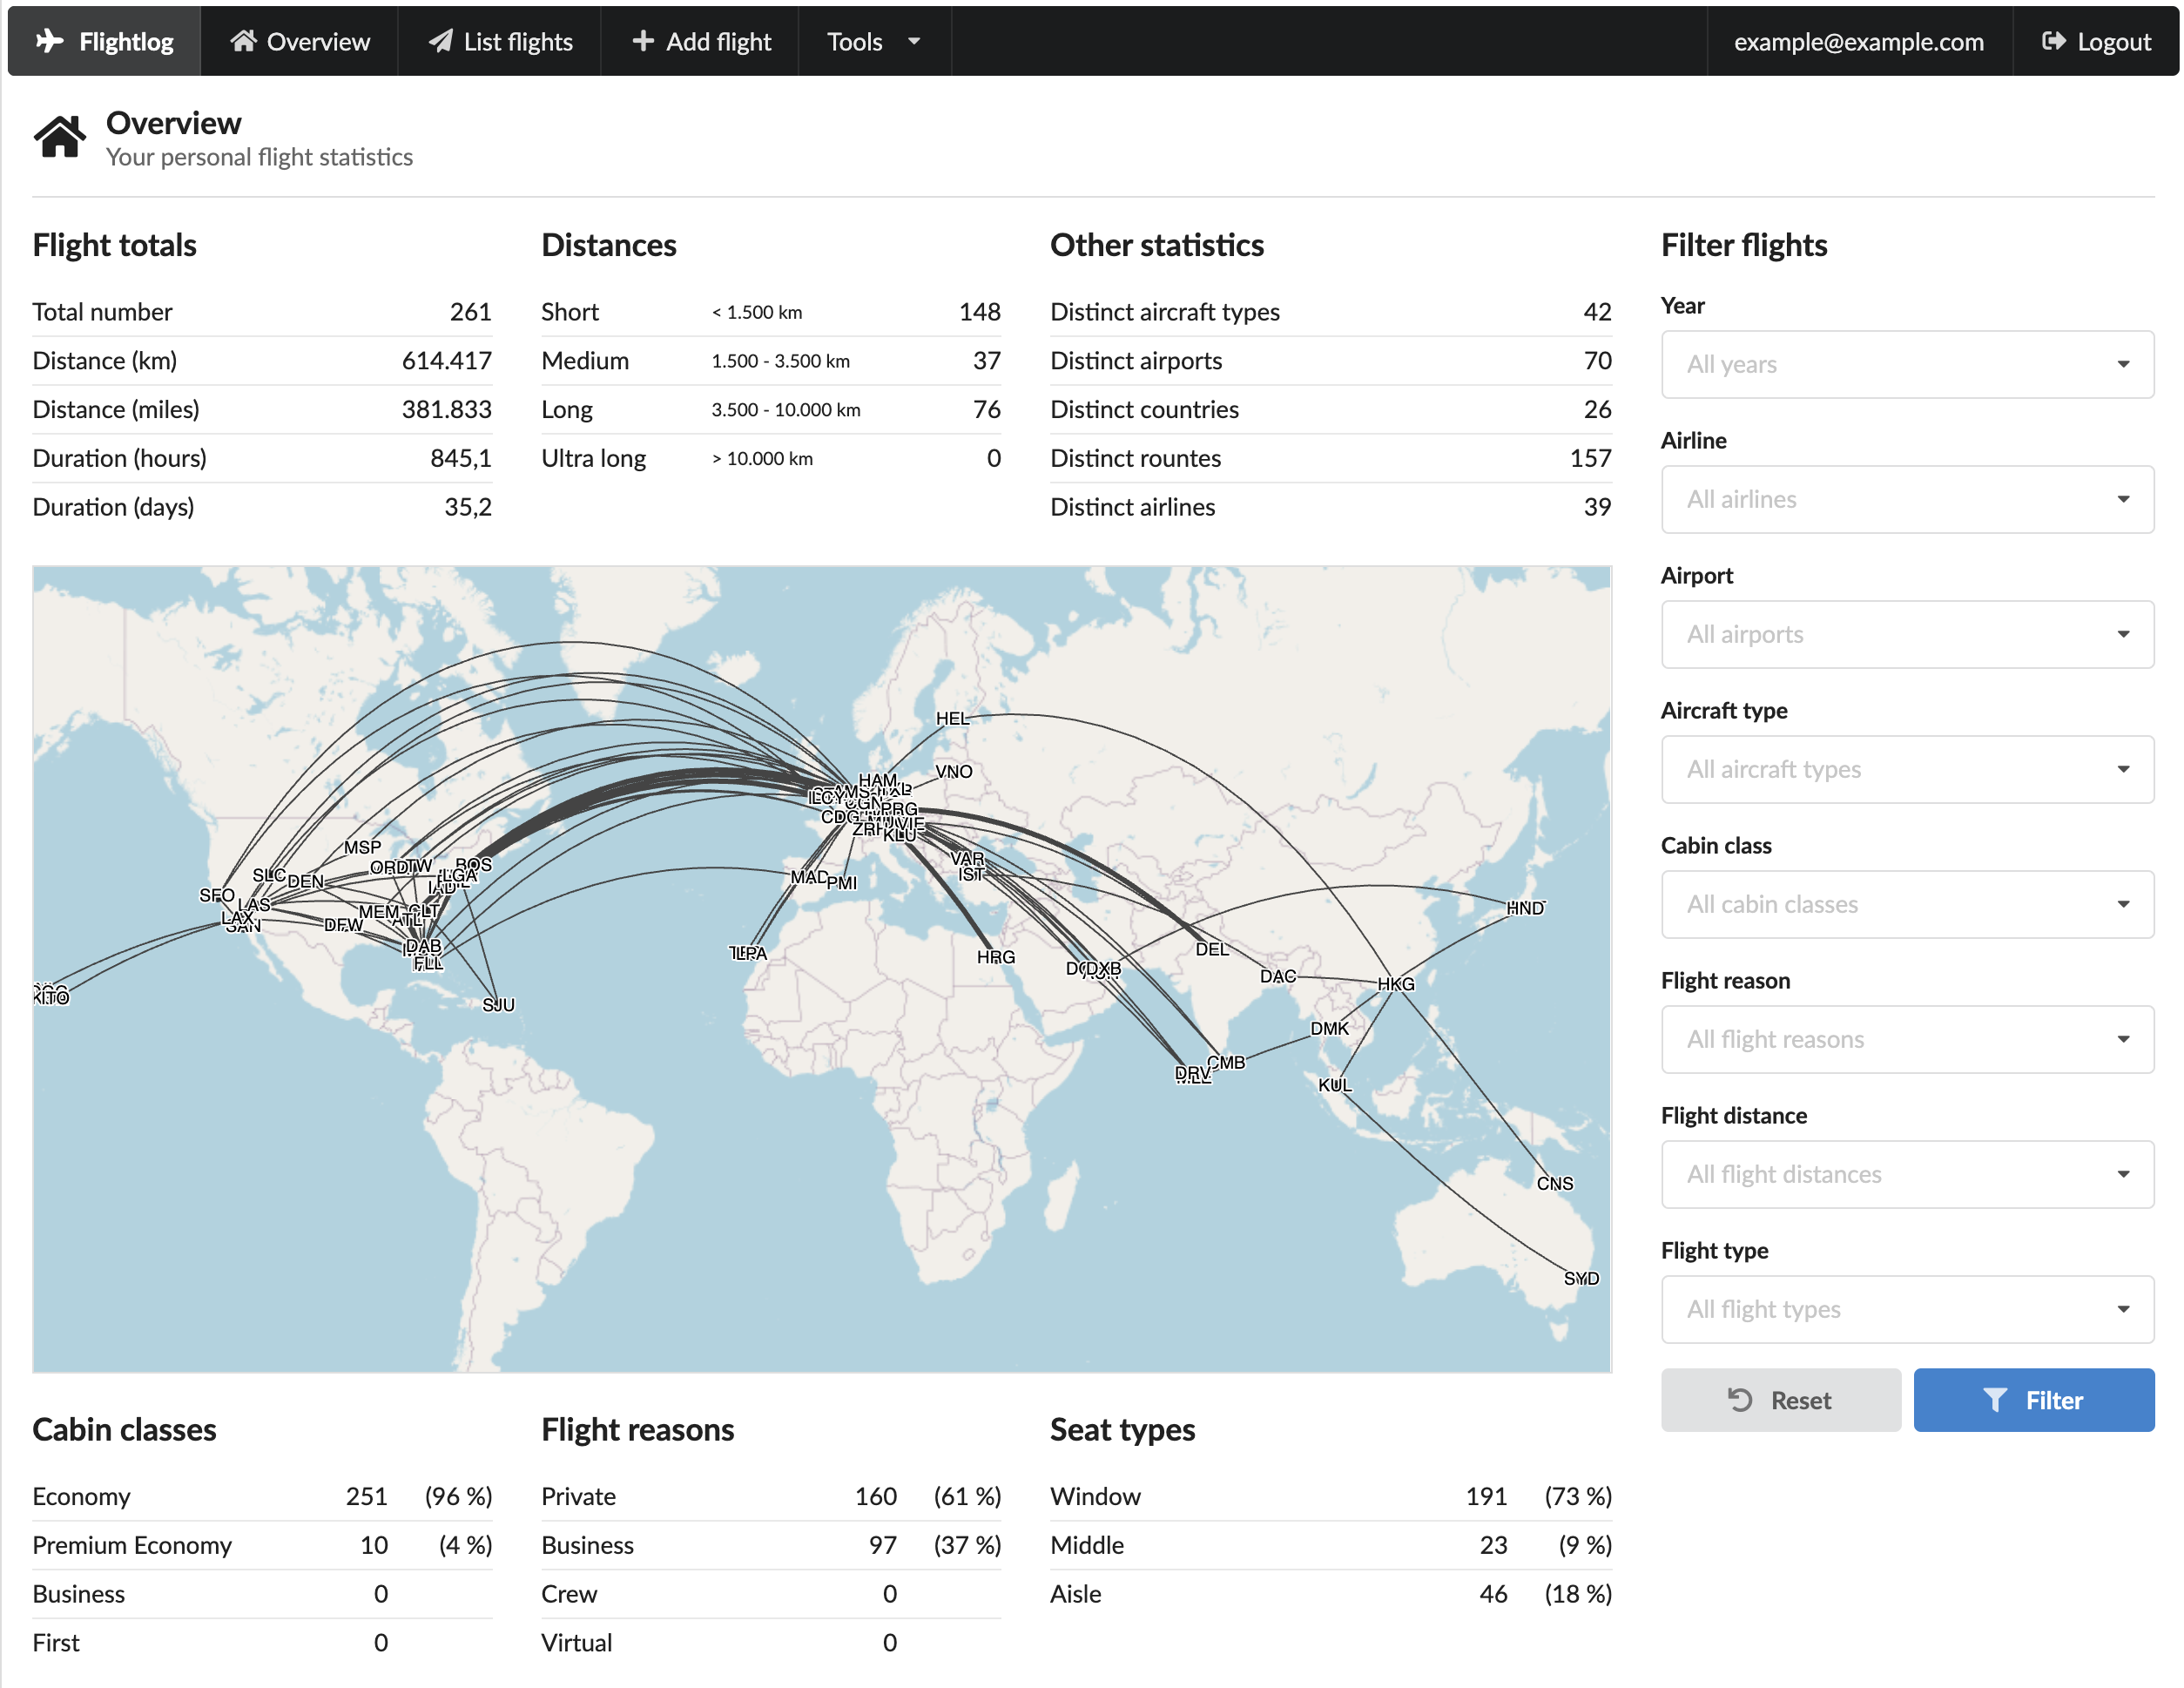 Flightlog Overview List flights Add flight Tools example@example.com Logout
Overview
Your personal flight statistics
Flight totals
Total number 261
Distance (km) 614.417
Distance (miles) 381.833
Duration (hours) 845,1
Duration (days) 35,2
Distances
Short < 1.500 km 148
Medium 1.500 - 3.500 km 37
Long 3.500 - 10.000 km 76
Ultra long > 10.000 km 0
Other statistics
Distinct aircraft types 42
Distinct airports 70
Distinct countries 26
Distinct rountes 157
Distinct airlines 39
HEL
VNO
HAM
PRG
CDG
VIE
KLU
MSP
VAR
BOS
IST
SLC
DEN
LGA
MAD
PMI
SFO
LAS
HND
MEM
CLT
LAX
SAN
DFW
DAB
DEL
HRG
FLL
DXB
DAC
HKG
ITO
SJU
DMK
CMB
DRV
KUL
CNS
SYD
Cabin classes
Economy 251 (96 %)
Premium Economy 10 (4 %)
Business 0
First 0
Flight reasons
Private 160 (61 %)
Business 97 (37 %)
Crew 0
Virtual 0
Seat types
Window 191 (73 %)
Middle 23 (9 %)
Aisle 46 (18 %)
Filter flights
Year
All years
Airline
All airlines
Airport
All airports
Aircraft type
All aircraft types
Cabin class
All cabin classes
Flight reason
All flight reasons
Flight distance
All flight distances
Flight type
All flight types
Reset Filter